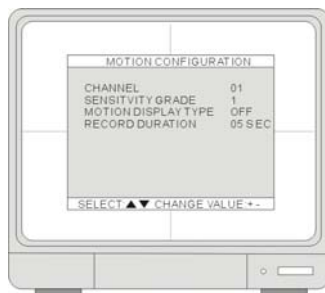 MOTION CONFIGURATION
CHANNEL 01
SENSITVITY GRADE 1
MOTION DISPLAY TYPE OFF
RECORD DURATION 05 SEC
SELECT:▲▼ CHANGE VALUE + -